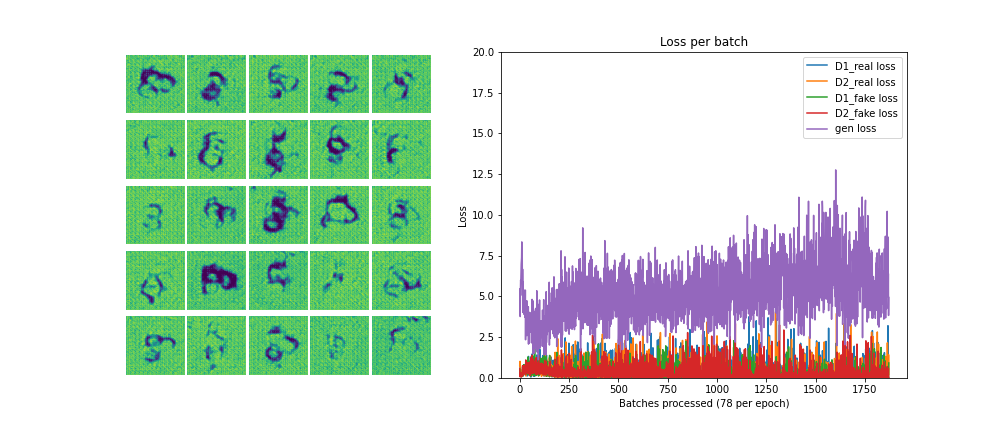 Loss per batch
20.0
17.5
15.0
12.5
10.0
7.5
5.0
2.5
0.0
Loss
D1_real loss
D2_real loss
D1_fake loss
D2_fake loss
gen loss
0 250 500 750 1000 1250 1500 1750
Batches processed (78 per epoch)